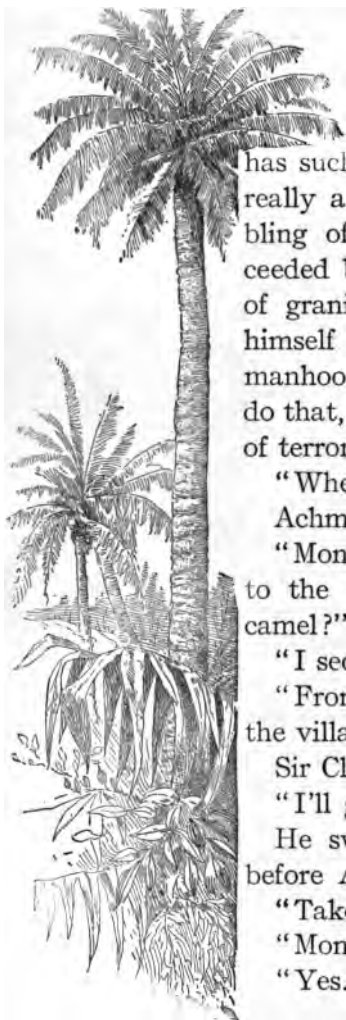 has such
really a
bling of
ceeded b
of grani
himself
manhoo
do that,
of terror
"Whe
Achm
"Mon
to the
camel?"
"I see
"From
the villa
Sir Cl
"I'll g
He sw
before A
"Take
"Mon
"Yes.